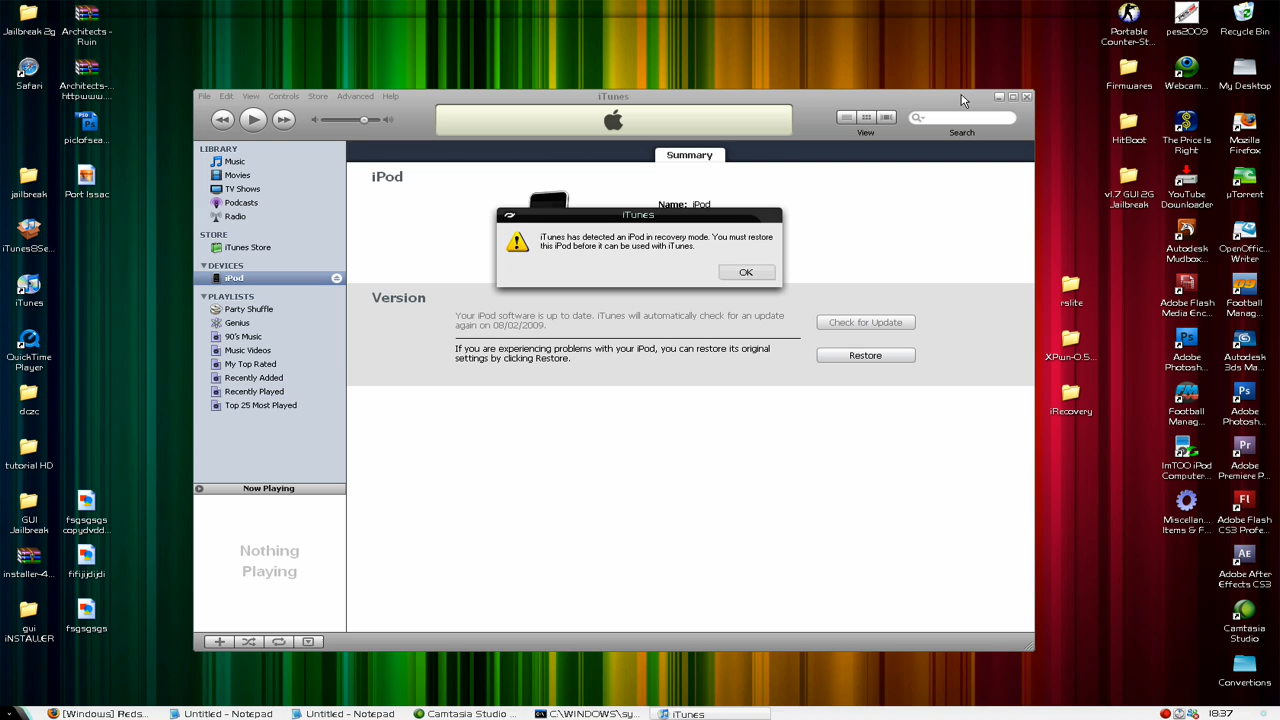 Jailbreak 2g
Architects -
Ruin
Safari
Architects-...
httpwww....
piclofsea...
jailbreak
Port Issac
iTunes8Se...
iTunes
QuickTime
Player
dczc
tutorial HD
GUI
Jailbreak
fsgsgsgs
copydvdd...
installer-4...
fifijjdijdi
gui
iNSTALLER
fsgsgsgs
iTunes
File Edit View Controls Store Advanced Help
View
Search
LIBRARY
Music
Movies
TV Shows
Podcasts
Radio
STORE
iTunes Store
DEVICES
iPod
PLAYLISTS
Party Shuffle
Genius
90's Music
Music Videos
My Top Rated
Recently Added
Recently Played
Top 25 Most Played
Now Playing
Nothing
Playing
Summary
iPod
Name: iPod
iTunes
iTunes has detected an iPod in recovery mode. You must restore
this iPod before it can be used with iTunes.
OK
Version
Your iPod software is up to date. iTunes will automatically check for an update
again on 08/02/2009.
Check for Update
If you are experiencing problems with your iPod, you can restore its original
settings by clicking Restore.
Restore
Portable
Counter-St...
pes2009
Recycle Bin
Firmwares
Webcam...
My Desktop
HitBoot
The Price Is
Right
Mozilla
Firefox
v1.7 GUI 2G
Jailbreak
YouTube
Downloader
µTorrent
Autodesk
Mudbox...
OpenOffic...
Writer
rslite
Adobe Flash
Media Enc...
Football
Manag...
XPwn-0.5...
Adobe
Photosh...
Autodesk
3ds Ma...
iRecovery
Football
Manag...
Adobe
Photosh...
ImTOO iPod
Computer...
Adobe
Premiere P...
Miscellan...
Items & F...
Adobe Flash
CS3 Profe...
Adobe After
Effects CS3
Camtasia
Studio
Convertions
[Windows] Reds...
Untitled - Notepad
Untitled - Notepad
Camtasia Studio ...
C:\WINDOWS\sy...
iTunes
18:37